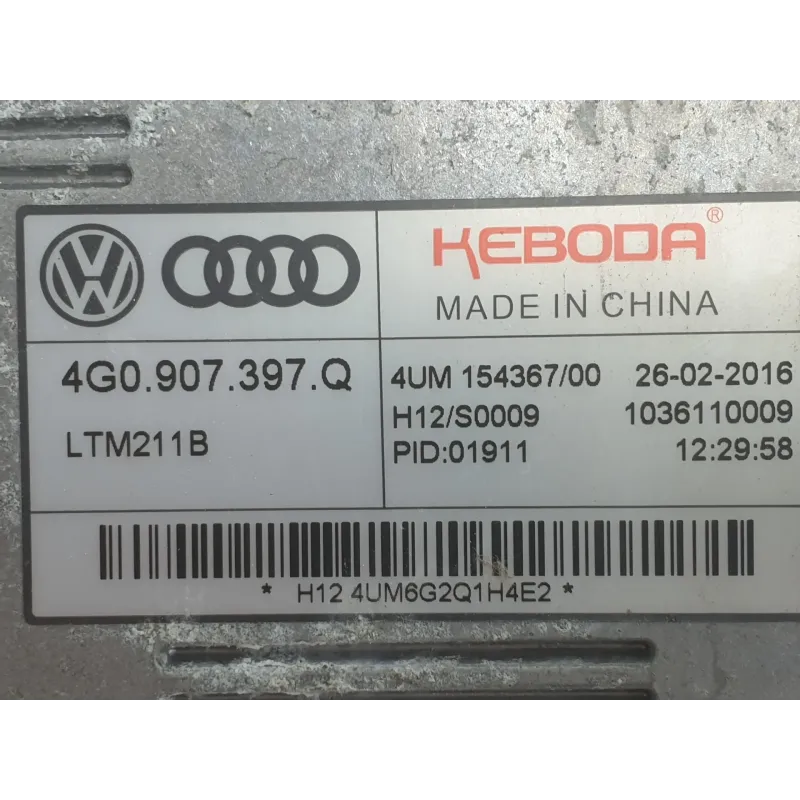 KEBODA®
MADE IN CHINA
4G0.907.397.Q
LTM211B
4UM 154367/00 26-02-2016
H12/S0009 1036110009
PID:01911 12:29:58
* H12 4UM6G2Q1H4E2 *